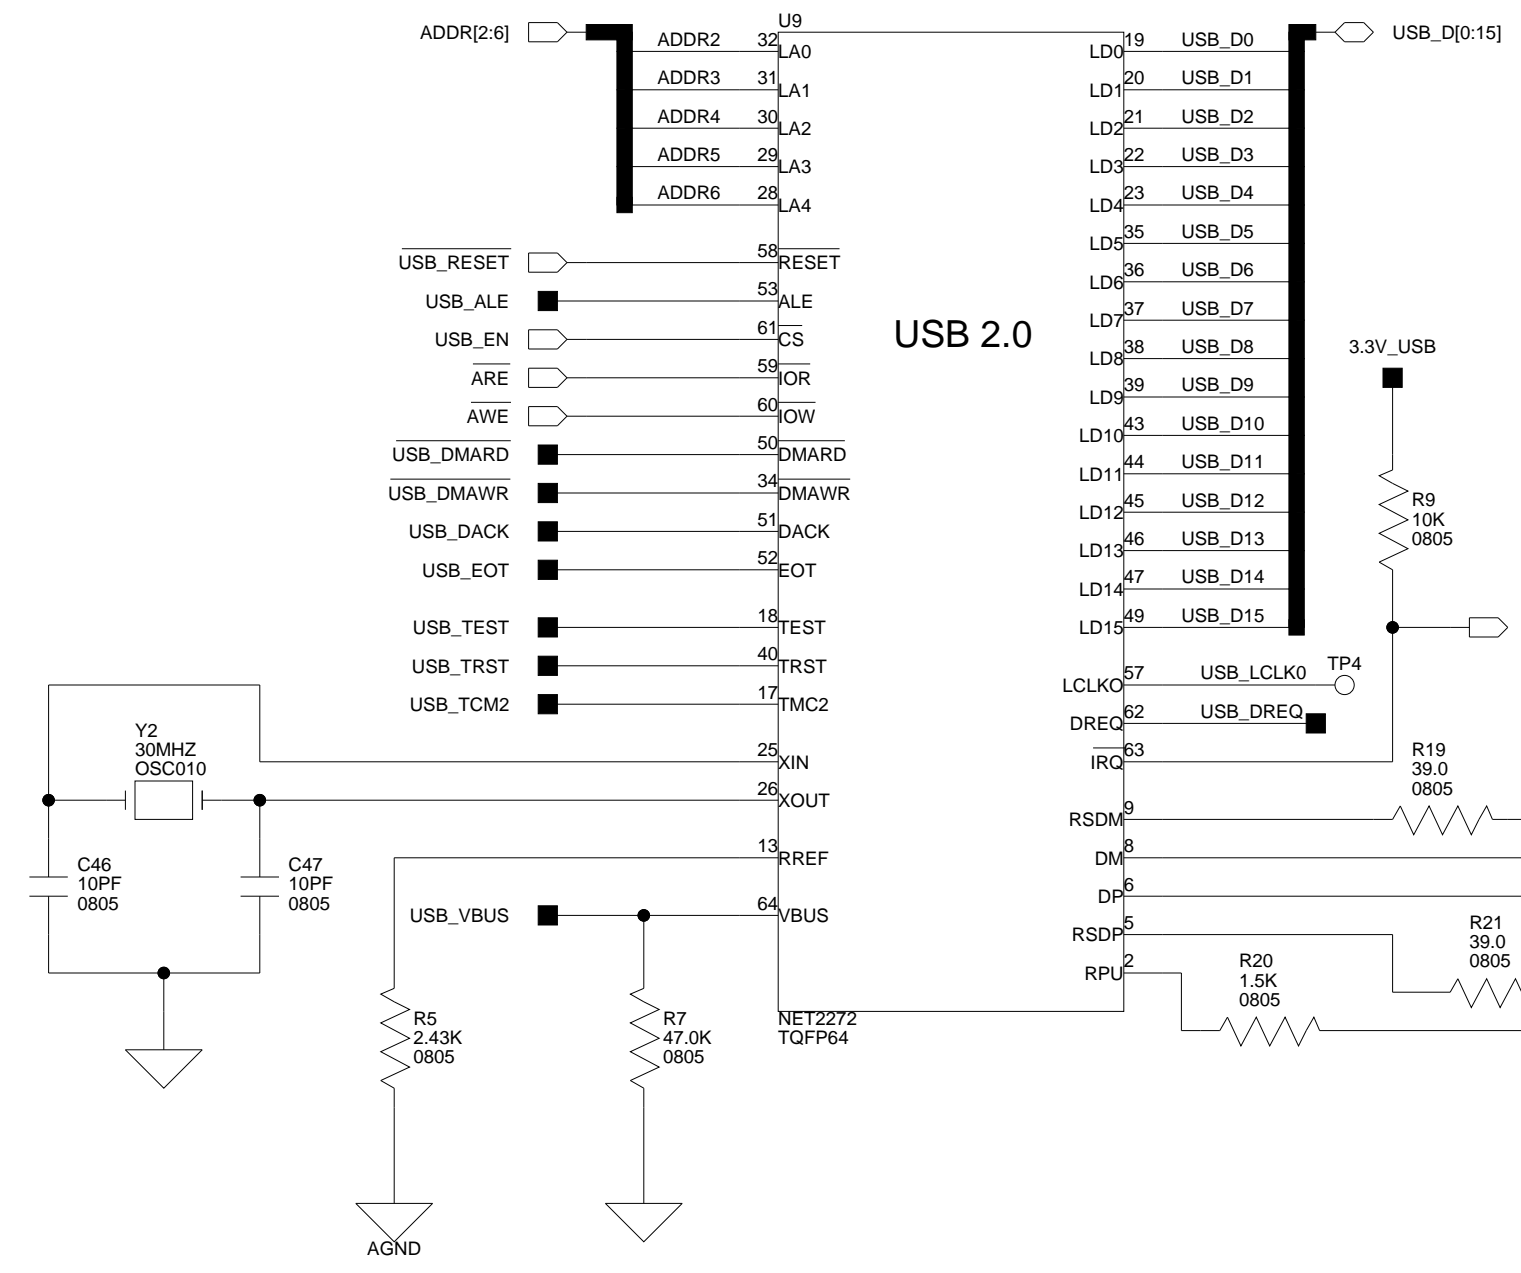 U9
ADDR[2:6]
USB_D[0:15]
ADDR2 32 LA0
ADDR3 31 LA1
ADDR4 30 LA2
ADDR5 29 LA3
ADDR6 28 LA4
USB_RESET 58 RESET
USB_ALE 53 ALE
USB_EN 61 CS
ARE 59 IOR
AWE 60 IOW
USB_DMARD 50 DMARD
USB_DMAWR 34 DMAWR
USB_DACK 51 DACK
USB_EOT 52 EOT
USB_TEST 18 TEST
USB_TRST 40 TRST
USB_TCM2 17 TMC2
25 XIN
26 XOUT
13 RREF
USB_VBUS 64 VBUS
USB 2.0
LD0 19 USB_D0
LD1 20 USB_D1
LD2 21 USB_D2
LD3 22 USB_D3
LD4 23 USB_D4
LD5 35 USB_D5
LD6 36 USB_D6
LD7 37 USB_D7
LD8 38 USB_D8
LD9 39 USB_D9
LD10 43 USB_D10
LD11 44 USB_D11
LD12 45 USB_D12
LD13 46 USB_D13
LD14 47 USB_D14
LD15 49 USB_D15
LCLKO 57 USB_LCLK0 TP4
DREQ 62 USB_DREQ
IRQ 63
RSDM 9
DM 8
DP 6
RSDP 5
RPU 2
NET2272
TQFP64
3.3V_USB
R9
10K
0805
R19
39.0
0805
R21
39.0
0805
R20
1.5K
0805
Y2
30MHZ
OSC010
C46
10PF
0805
C47
10PF
0805
R5
2.43K
0805
R7
47.0K
0805
AGND